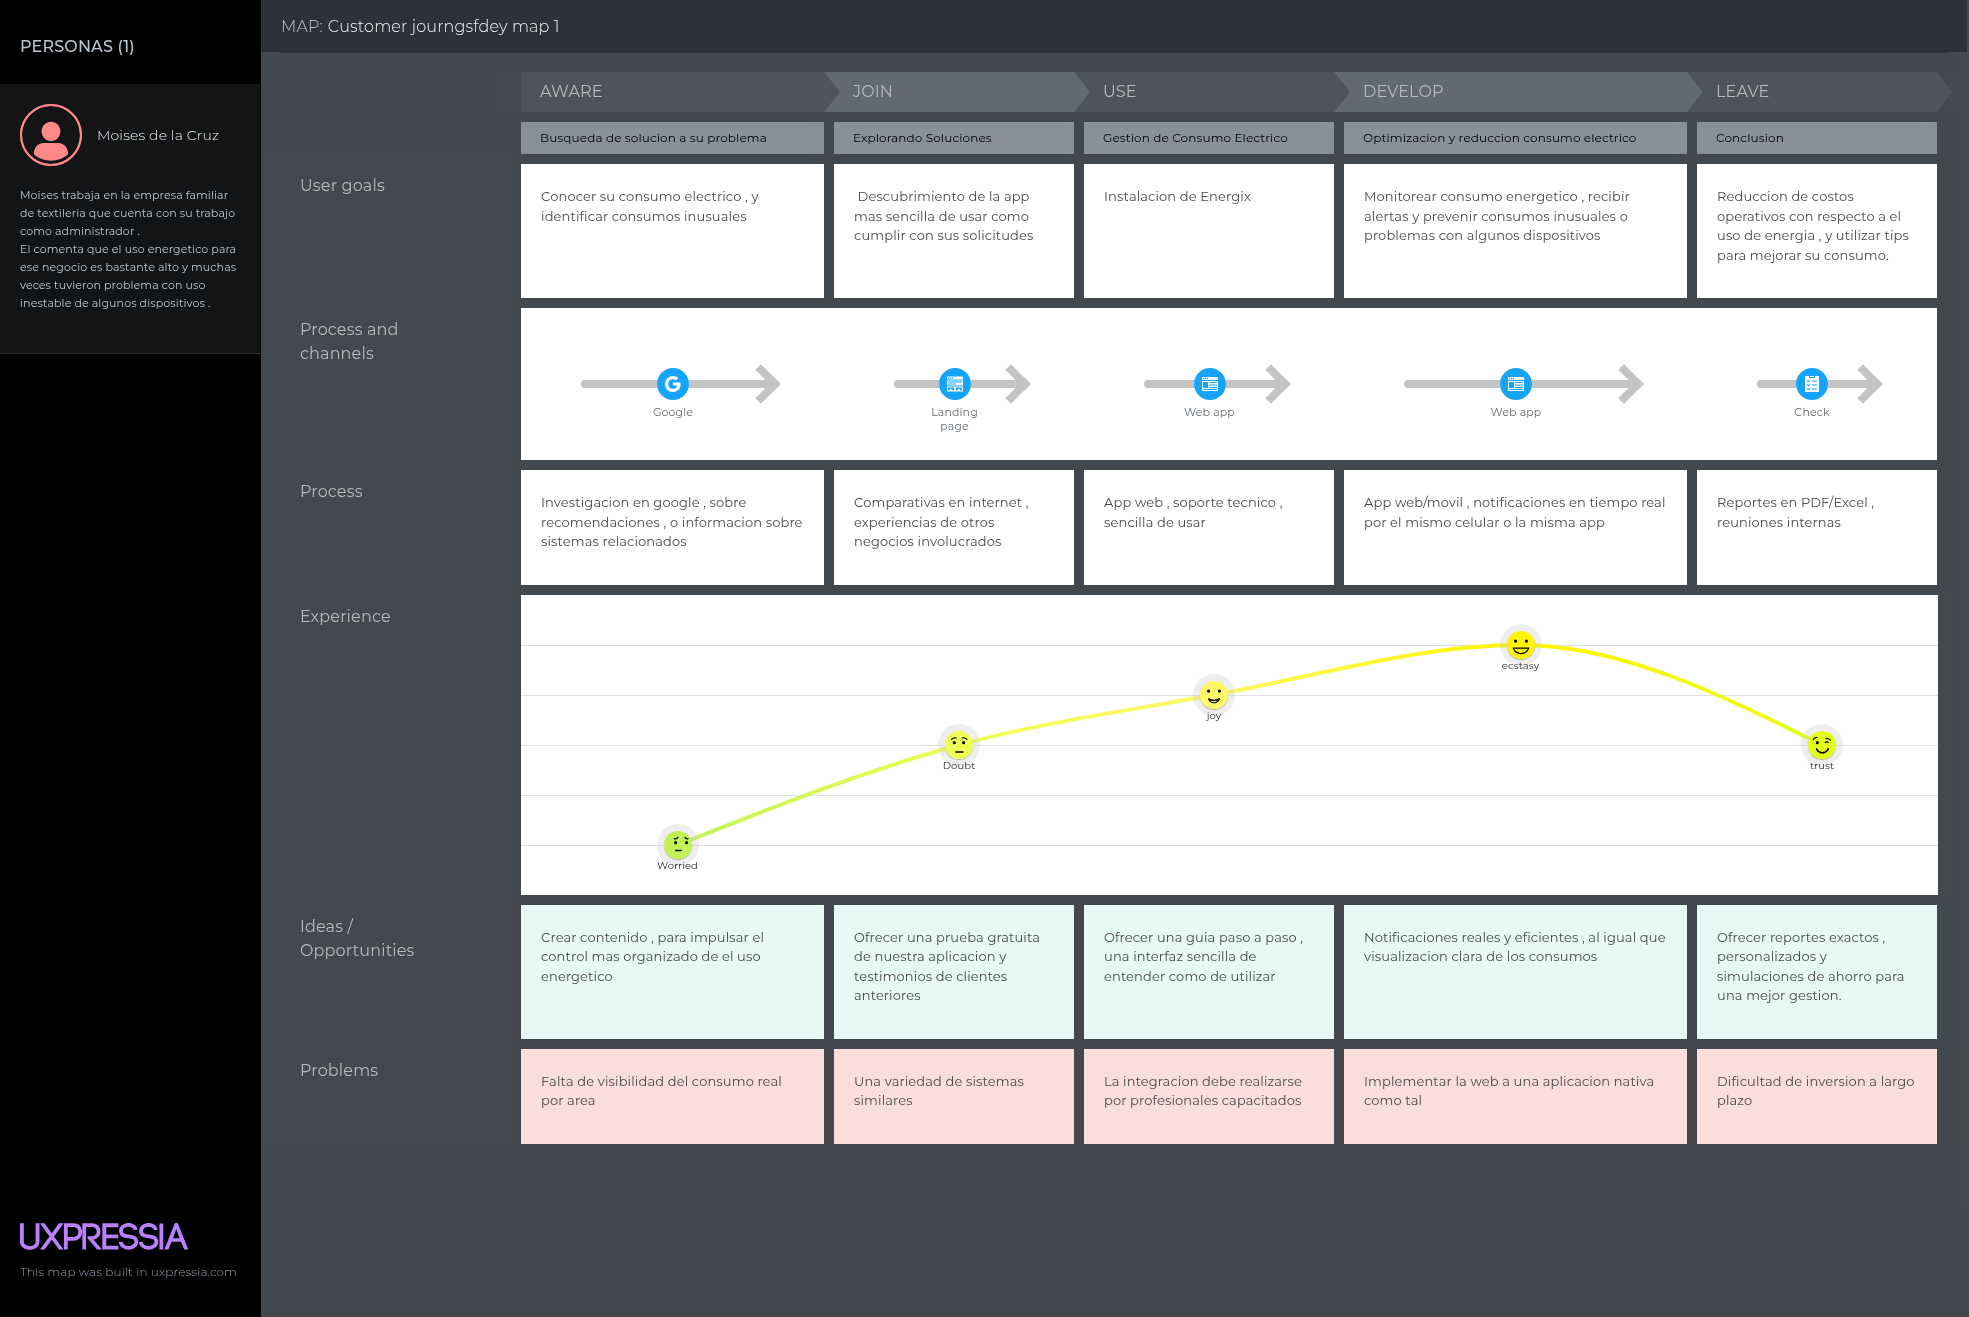 PERSONAS (1)
Moises de la Cruz
Moises trabaja en la empresa familiar
de textileria que cuenta con su trabajo
como administrador .
El comenta que el uso energetico para
ese negocio es bastante alto y muchas
veces tuvieron problema con uso
inestable de algunos dispositivos .
UXPRESSIA
This map was built in uxpressia.com
MAP: Customer journgsfdey map 1
AWARE
JOIN
USE
DEVELOP
LEAVE
Busqueda de solucion a su problema
Explorando Soluciones
Gestion de Consumo Electrico
Optimizacion y reduccion consumo electrico
Conclusion
User goals
Conocer su consumo electrico , y
identificar consumos inusuales
Descubrimiento de la app
mas sencilla de usar como
cumplir con sus solicitudes
Instalacion de Energix
Monitorear consumo energetico , recibir
alertas y prevenir consumos inusuales o
problemas con algunos dispositivos
Reduccion de costos
operativos con respecto a el
uso de energia , y utilizar tips
para mejorar su consumo.
Process and
channels
Google
Landing
page
Web app
Web app
Check
Process
Investigacion en google , sobre
recomendaciones , o informacion sobre
sistemas relacionados
Comparativas en internet ,
experiencias de otros
negocios involucrados
App web , soporte tecnico ,
sencilla de usar
App web/movil , notificaciones en tiempo real
por el mismo celular o la misma app
Reportes en PDF/Excel ,
reuniones internas
Experience
Worried
Doubt
joy
ecstasy
trust
Ideas /
Opportunities
Crear contenido , para impulsar el
control mas organizado de el uso
energetico
Ofrecer una prueba gratuita
de nuestra aplicacion y
testimonios de clientes
anteriores
Ofrecer una guia paso a paso ,
una interfaz sencilla de
entender como de utilizar
Notificaciones reales y eficientes , al igual que
visualizacion clara de los consumos
Ofrecer reportes exactos ,
personalizados y
simulaciones de ahorro para
una mejor gestion.
Problems
Falta de visibilidad del consumo real
por area
Una variedad de sistemas
similares
La integracion debe realizarse
por profesionales capacitados
Implementar la web a una aplicacion nativa
como tal
Dificultad de inversion a largo
plazo